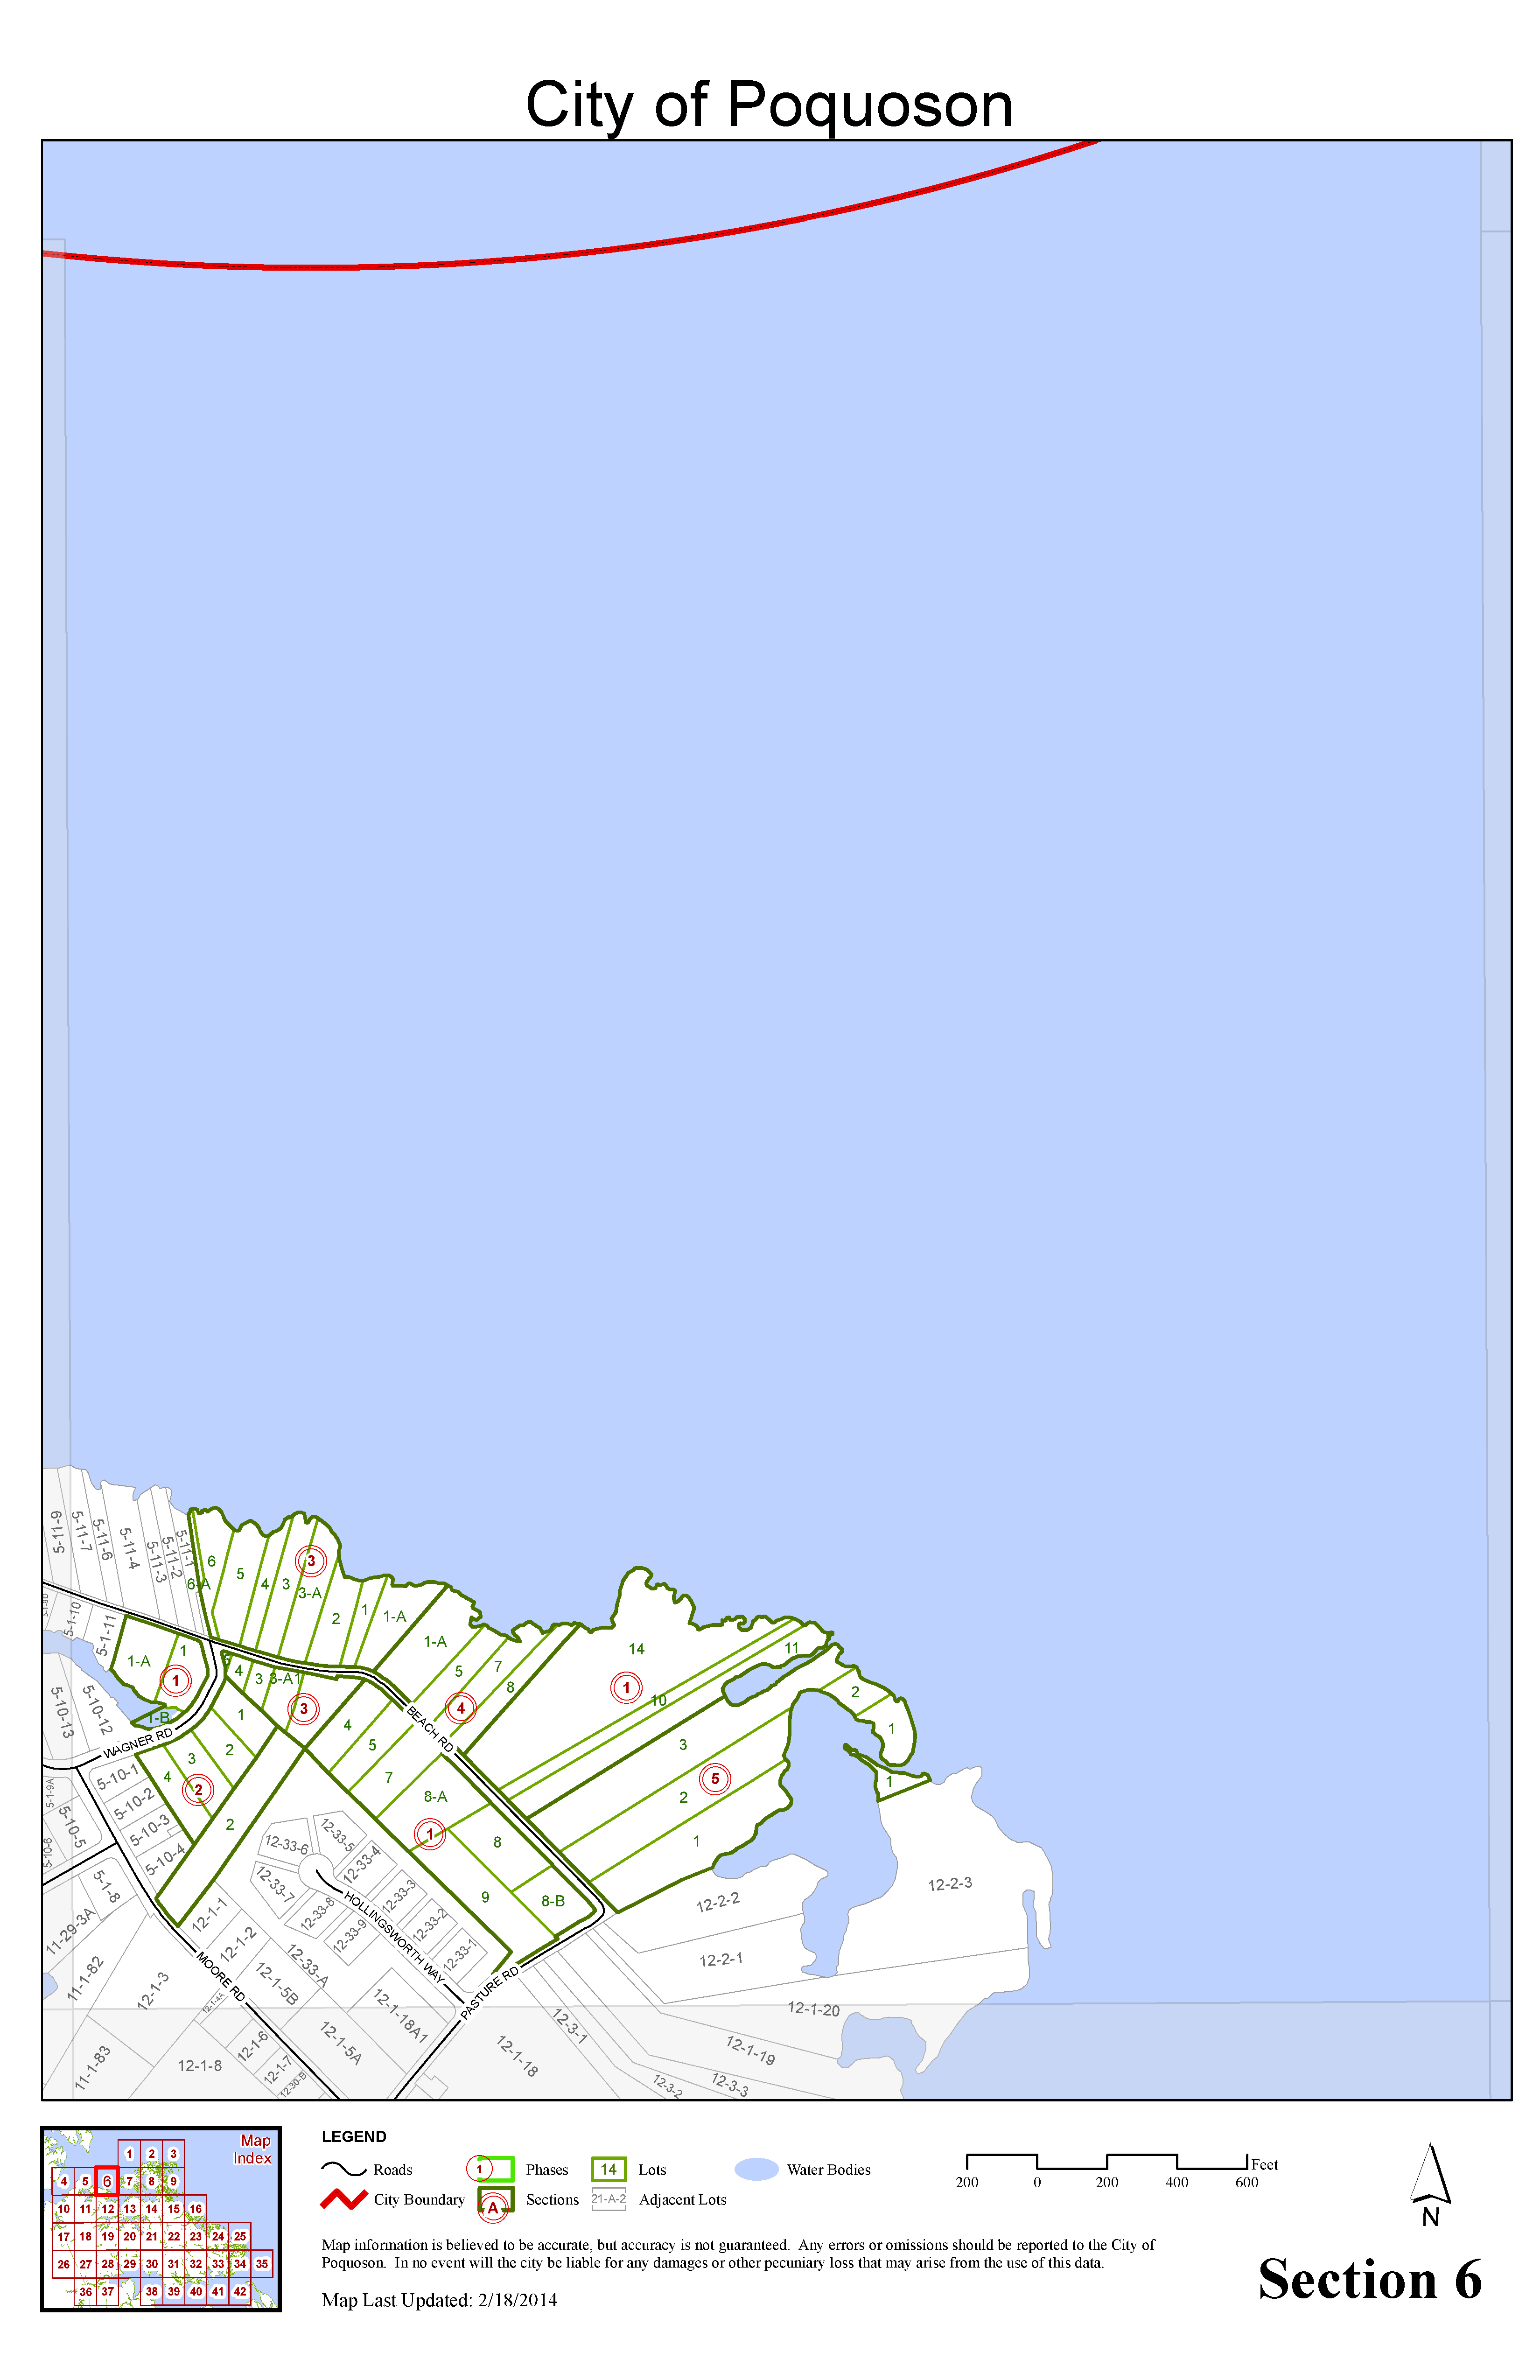 City of Poquoson
5-11-9
5-11-7
5-11-6
5-11-4
5-11-3
5-11-2
5-11-1
6
6-A
5
4
3
3
3-A
2
1
1-A
1-A
5
7
8
4
14
1
10
11
2
1
1
3
5
2
1
5-1-9D
5-1-10
5-1-11
1-A
1
1
1-B
WAGNER RD
4
3
3-A1
3
1
2
3
4
2
2
4
5
7
8-A
1
8
9
8-B
BEACH RD
5-10-13
5-10-12
5-10-1
5-10-2
5-10-3
5-10-4
5-1-9A
5-10-5
5-10-6
5-1-8
11-29-3A
11-1-82
11-1-83
12-1-3
12-1-1
12-1-2
12-33-A
12-1-5B
12-1-4A
12-1-6
12-1-7
12-30-B
12-1-8
12-1-5A
12-1-18A1
MOORE RD
12-33-6
12-33-5
12-33-4
12-33-7
12-33-3
12-33-8
12-33-2
12-33-9
12-33-1
HOLLINGSWORTH WAY
PASTURE RD
12-2-2
12-2-3
12-2-1
12-1-20
12-3-1
12-1-18
12-1-19
12-3-2
12-3-3
Map
Index
1 2 3
4 5 6 7 8 9
10 11 12 13 14 15 16
17 18 19 20 21 22 23 24 25
26 27 28 29 30 31 32 33 34 35
36 37 38 39 40 41 42
LEGEND
Roads
1 Phases
14 Lots
Water Bodies
City Boundary
A Sections
21-A-2 Adjacent Lots
200 0 200 400 600 Feet
N
Map information is believed to be accurate, but accuracy is not guaranteed. Any errors or omissions should be reported to the City of
Poquoson. In no event will the city be liable for any damages or other pecuniary loss that may arise from the use of this data.
Map Last Updated: 2/18/2014
Section 6